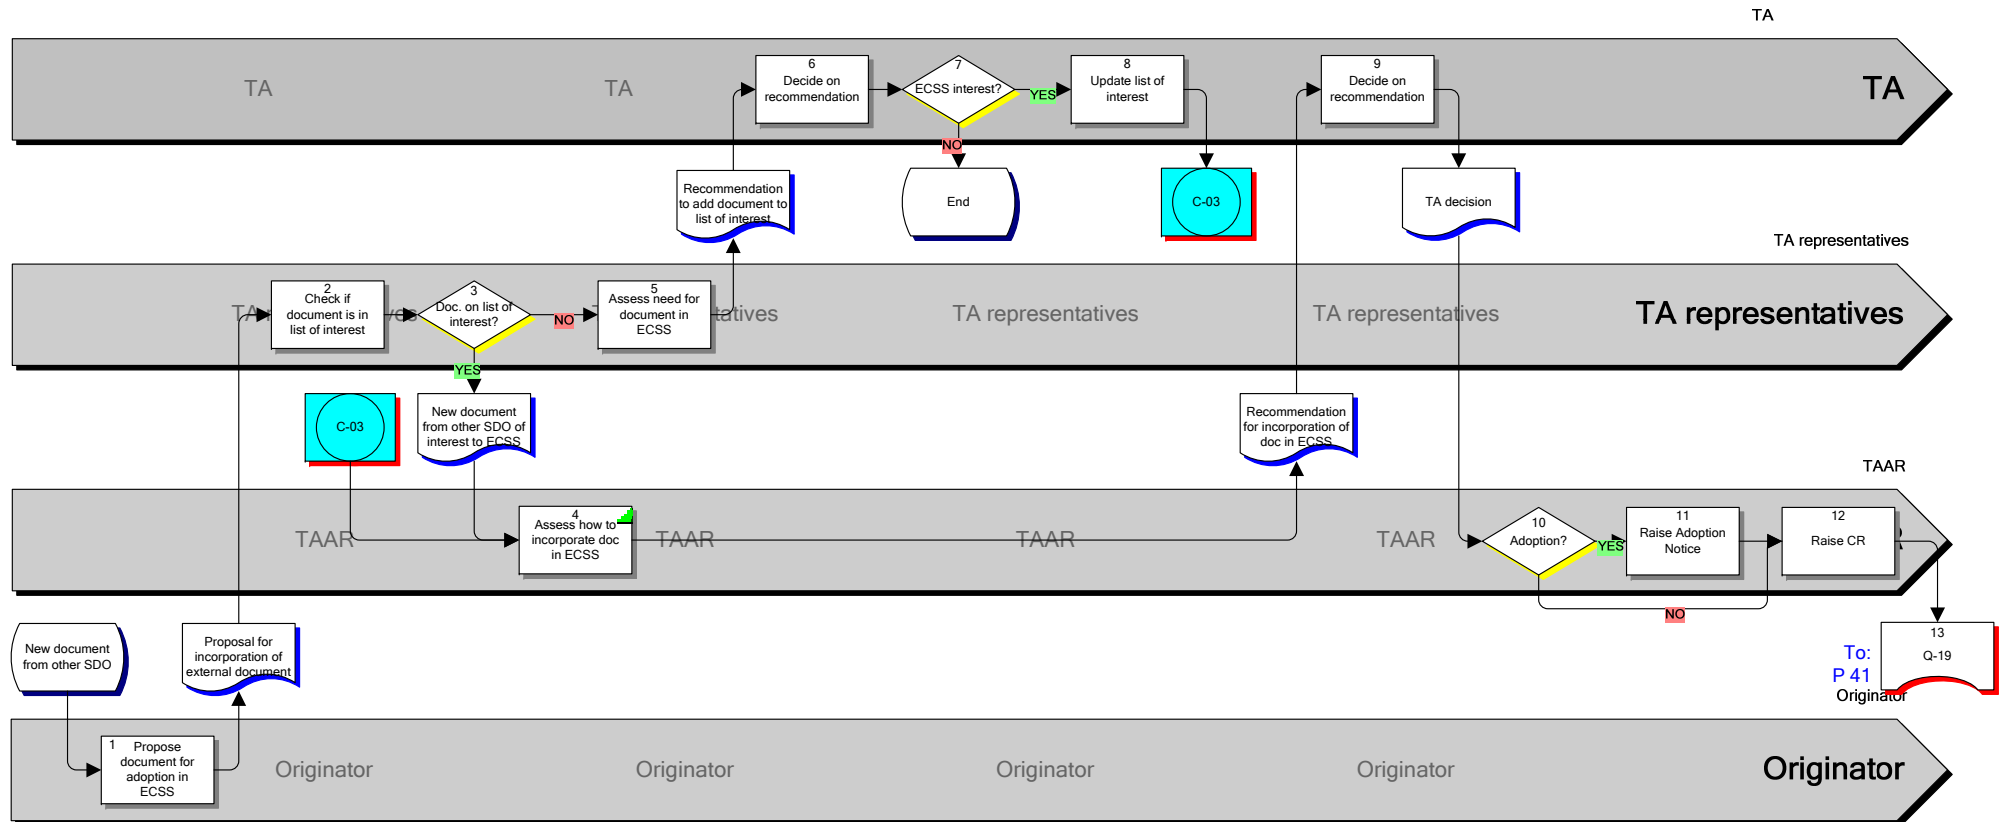 TA
TA
TA
6
Decide on
recommendation
7
ECSS interest?
YES
NO
8
Update list of
interest
9
Decide on
recommendation
TA
Recommendation
to add document to
list of interest
End
C-03
TA decision
TA representatives
2
Check if
document is in
list of interest
3
Doc. on list of
interest?
NO
YES
5
Assess need for
document in
ECSS
TA representatives
TA representatives
TA representatives
C-03
New document
from other SDO of
interest to ECSS
Recommendation
for incorporation of
doc in ECSS
TAAR
TAAR
4
Assess how to
incorporate doc
in ECSS
TAAR
TAAR
TAAR
10
Adoption?
YES
NO
11
Raise Adoption
Notice
12
Raise CR
New document
from other SDO
Proposal for
incorporation of
external document
To:
P 41
13
Q-19
Originator
1
Propose
document for
adoption in
ECSS
Originator
Originator
Originator
Originator
Originator